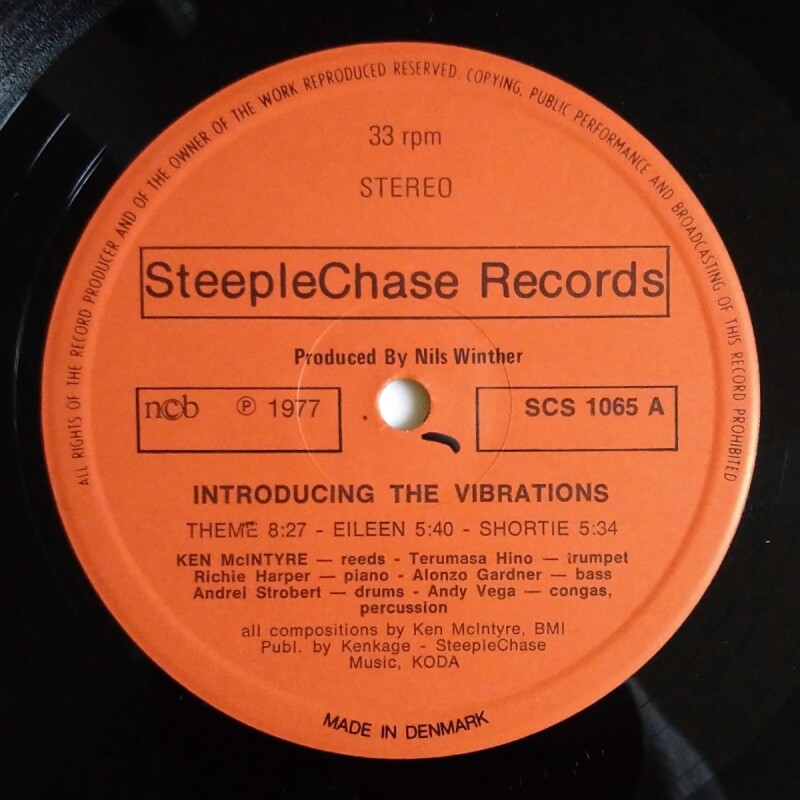 ALL RIGHTS OF THE RECORD PRODUCER AND OF THE OWNER OF THE WORK REPRODUCED RESERVED. COPYING, PUBLIC PERFORMANCE AND BROADCASTING OF THIS RECORD PROHIBITED
33 rpm
STEREO
SteepleChase Records
Produced By Nils Winther
ncb ℗ 1977
SCS 1065 A
INTRODUCING THE VIBRATIONS
THEME 8:27 - EILEEN 5:40 - SHORTIE 5:34
KEN McINTYRE — reeds - Terumasa Hino — trumpet
Richie Harper — piano - Alonzo Gardner — bass
Andrei Strobert — drums - Andy Vega — congas,
percussion
all compositions by Ken McIntyre, BMI
Publ. by Kenkage - SteepleChase
Music, KODA
MADE IN DENMARK